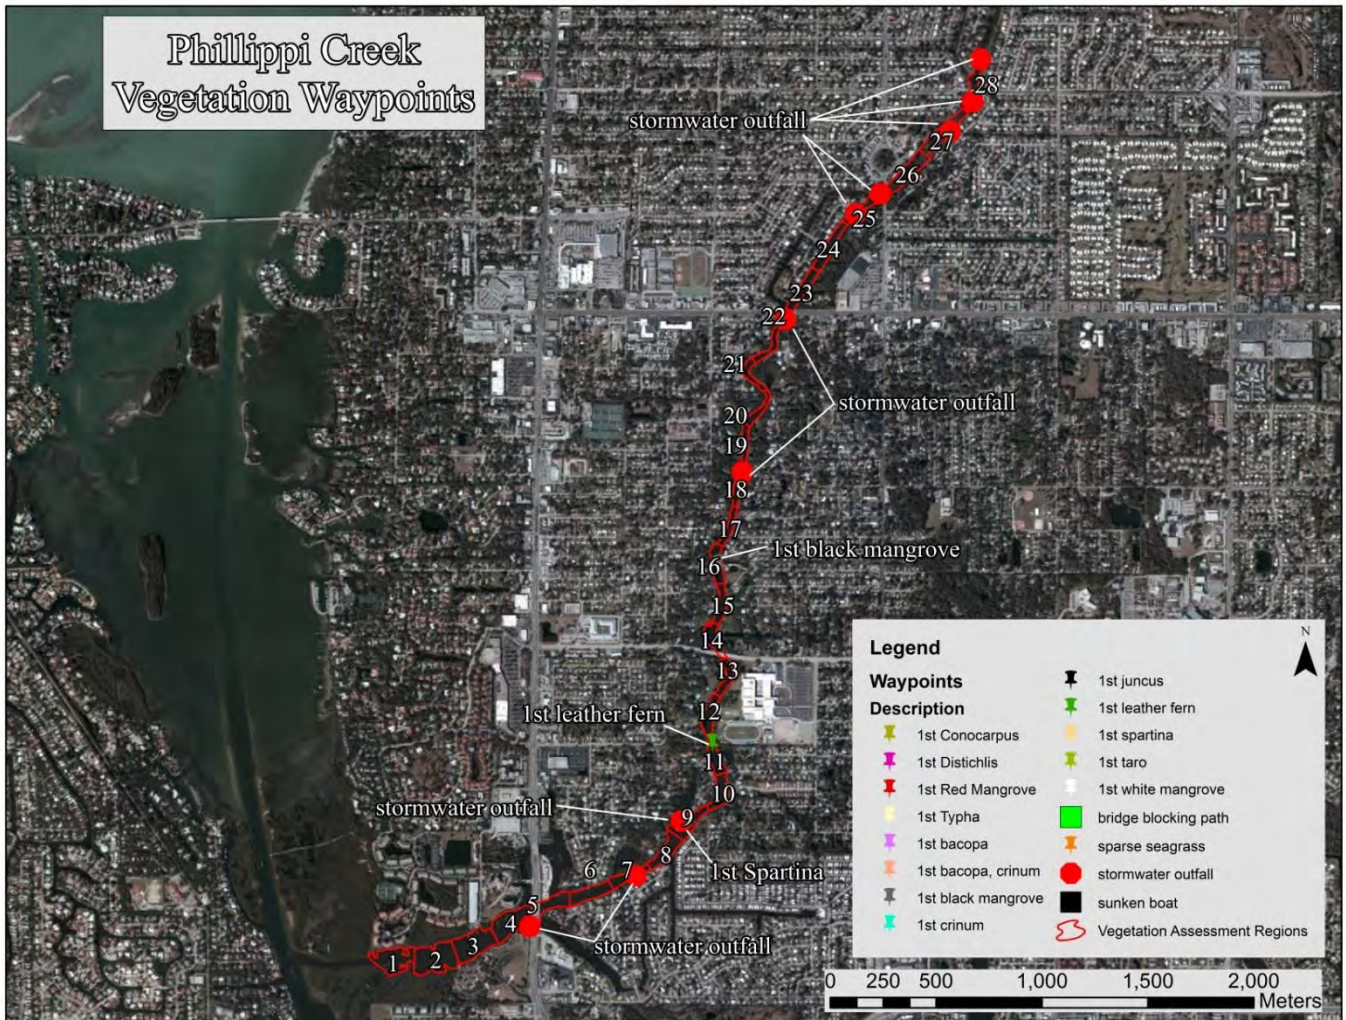 Phillippi Creek
Vegetation Waypoints
28
stormwater outfall
27
26
25
24
23
22
21
stormwater outfall
20
19
18
17
1st black mangrove
16
15
14
13
12
1st leather fern
11
10
stormwater outfall
9
8
1st Spartina
7
6
5
4
stormwater outfall
3
2
1
N
Legend
Waypoints
Description
1st Conocarpus
1st Distichlis
1st Red Mangrove
1st Typha
1st bacopa
1st bacopa, crinum
1st black mangrove
1st crinum
1st juncus
1st leather fern
1st spartina
1st taro
1st white mangrove
bridge blocking path
sparse seagrass
stormwater outfall
sunken boat
Vegetation Assessment Regions
0 250 500 1,000 1,500 2,000
Meters